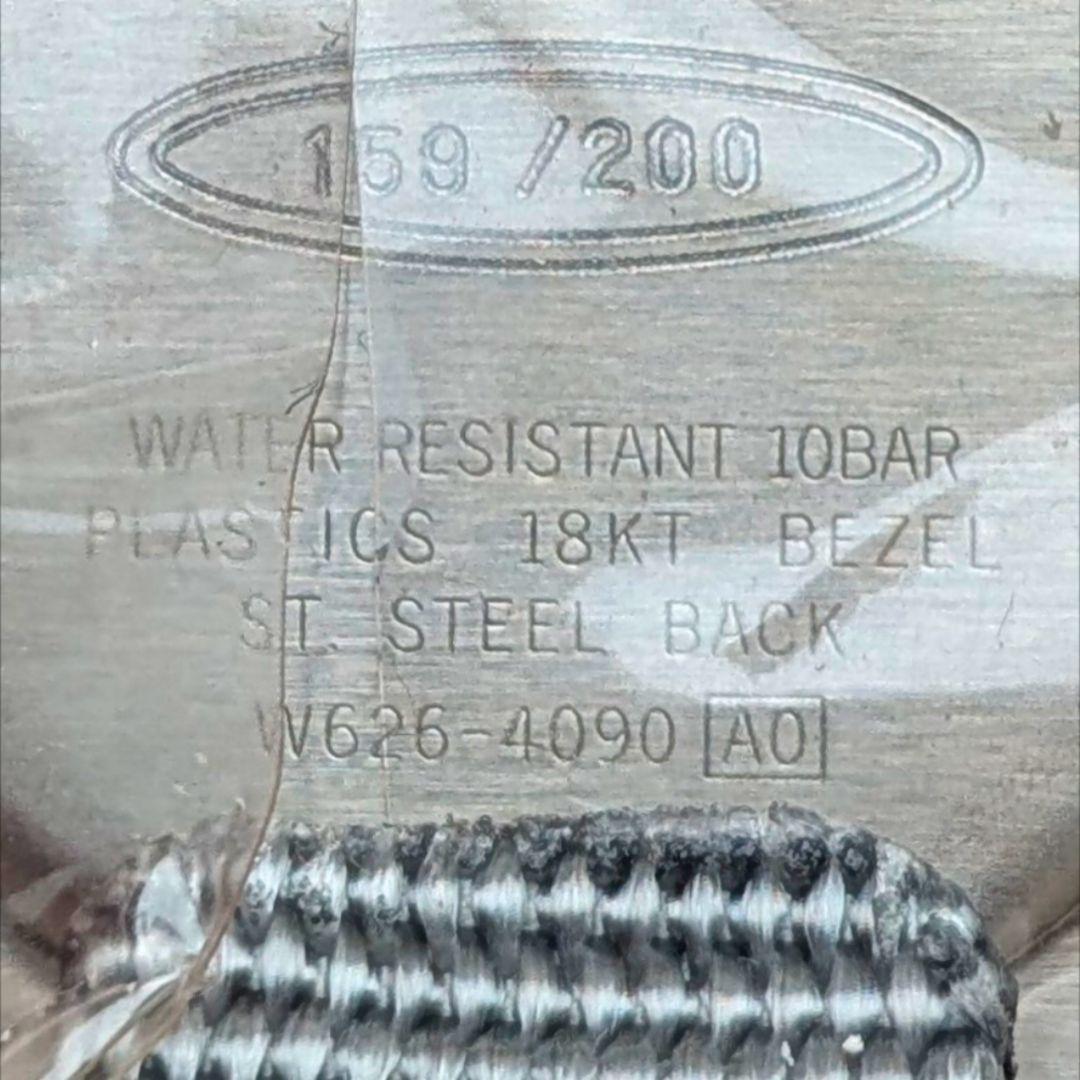 159 /200
WATER RESISTANT 10BAR
PLASTICS 18KT BEZEL
ST. STEEL BACK
W626-4090 A0